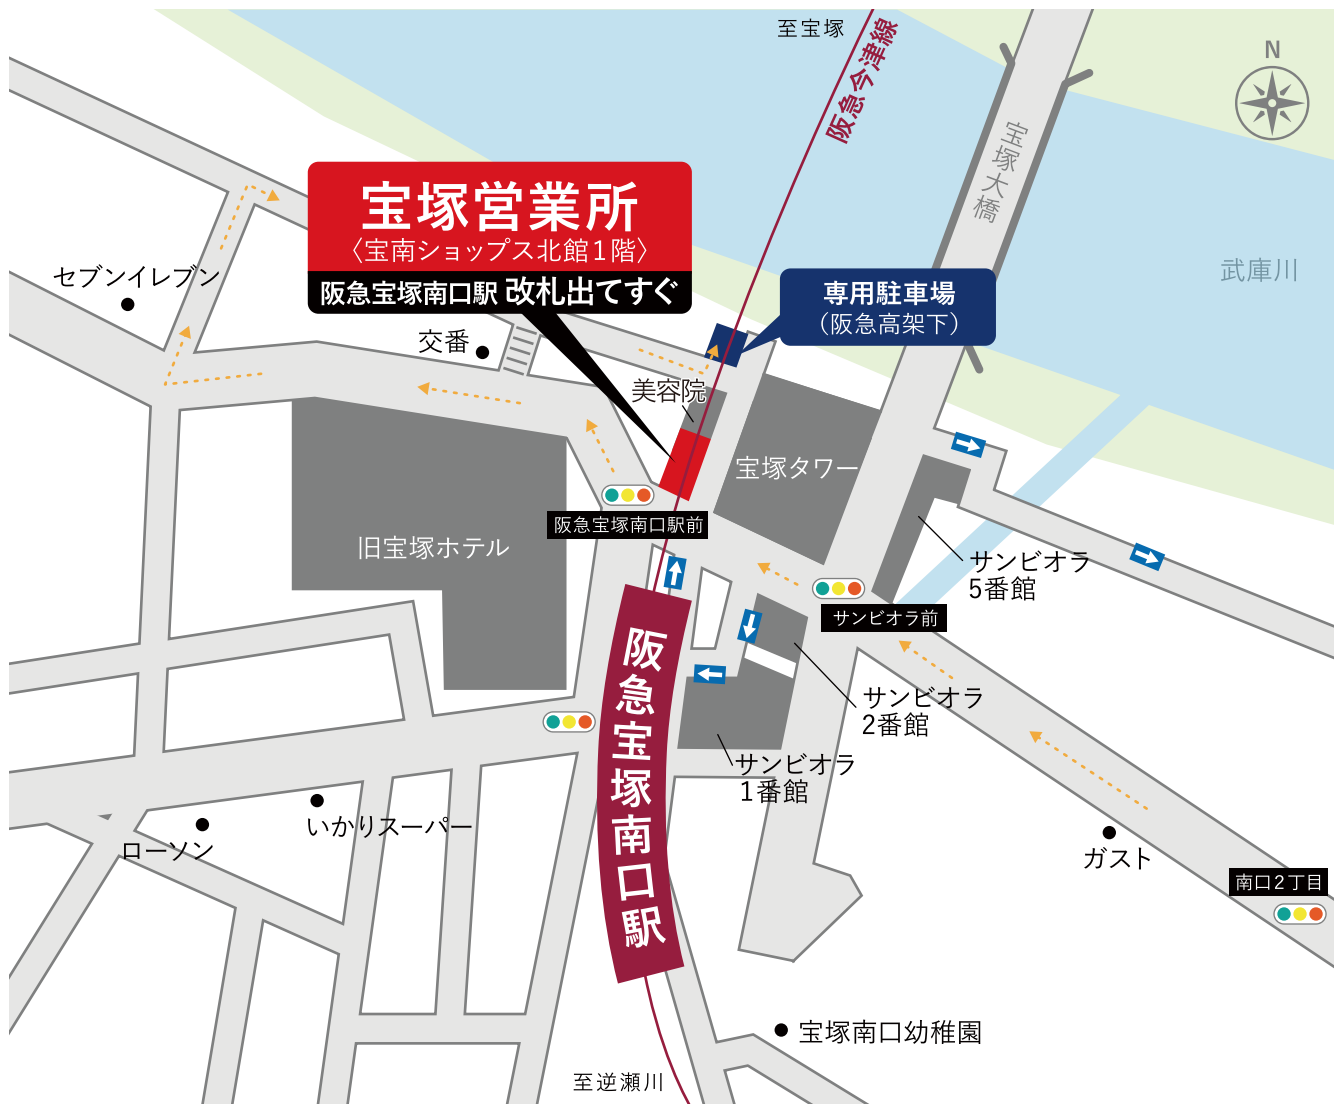 至宝塚
阪急今津線
N
宝塚大橋
武庫川
宝塚営業所
〈宝南ショップス北館1階〉
阪急宝塚南口駅 改札出てすぐ
専用駐車場
（阪急高架下）
セブンイレブン
交番
美容院
宝塚タワー
阪急宝塚南口駅前
旧宝塚ホテル
サンビオラ
5番館
サンビオラ前
阪急宝塚南口駅
サンビオラ
2番館
サンビオラ
1番館
いかりスーパー
ローソン
ガスト
南口2丁目
宝塚南口幼稚園
至逆瀬川